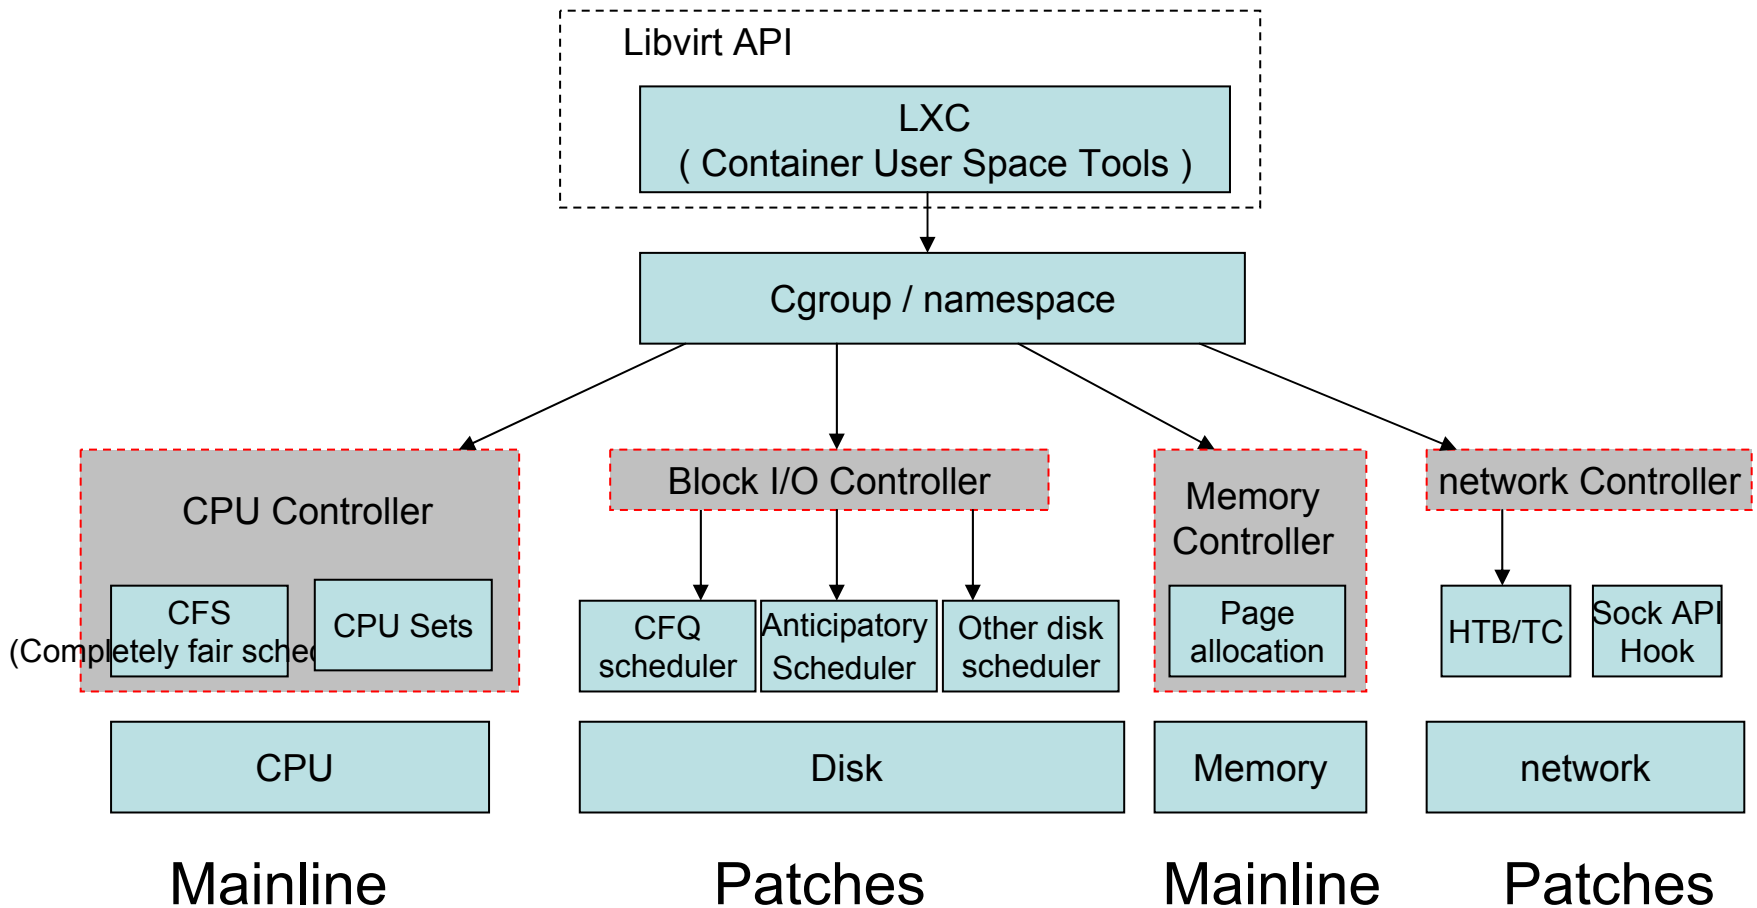 Libvirt API
LXC
( Container User Space Tools )
Cgroup / namespace
CPU Controller
CFS
(Completely fair sched
CPU Sets
Block I/O Controller
CFQ
scheduler
Anticipatory
Scheduler
Other disk
scheduler
Memory
Controller
Page
allocation
network Controller
HTB/TC
Sock API
Hook
CPU
Disk
Memory
network
Mainline
Patches
Mainline
Patches